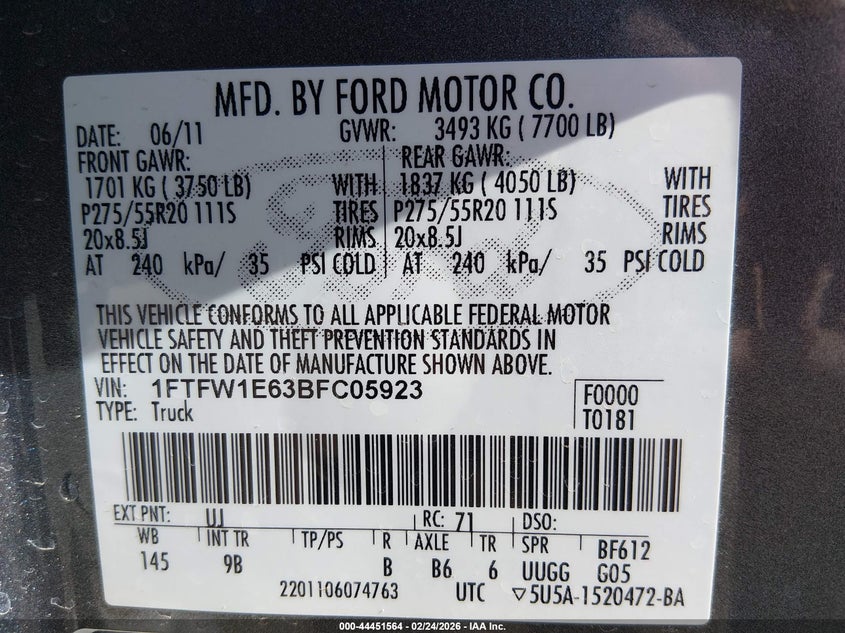 MFD. BY FORD MOTOR CO.
DATE: 06/11 GVWR: 3493 KG ( 7700 LB)
FRONT GAWR: REAR GAWR:
1701 KG ( 3750 LB) WITH 1837 KG ( 4050 LB) WITH
P275/55R20 111S TIRES P275/55R20 111S TIRES
20x8.5J RIMS 20x8.5J RIMS
AT 240 kPa/ 35 PSI COLD AT 240 kPa/ 35 PSI COLD
THIS VEHICLE CONFORMS TO ALL APPLICABLE FEDERAL MOTOR
VEHICLE SAFETY AND THEFT PREVENTION STANDARDS IN
EFFECT ON THE DATE OF MANUFACTURE SHOWN ABOVE.
VIN: 1FTFW1E63BFC05923 F0000
TYPE: Truck T0181
EXT PNT: UJ RC: 71 DSO:
WB INT TR TP/PS R AXLE TR SPR BF612
145 9B B B6 6 UUGG G05
2201106074763 UTC ▽5U5A-1520472-BA
Ford
000-44451564 - 02/24/2026 - IAA Inc.